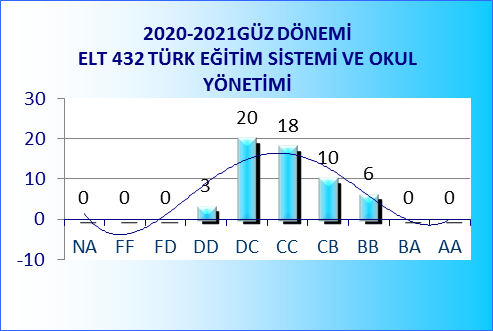 2020-2021GÜZ DÖNEMİ
ELT 432 TÜRK EĞİTİM SİSTEMİ VE OKUL
YÖNETİMİ
30
20
10
0
-10
0 0 0 3 20 18 10 6 0 0
NA FF FD DD DC CC CB BB BA AA